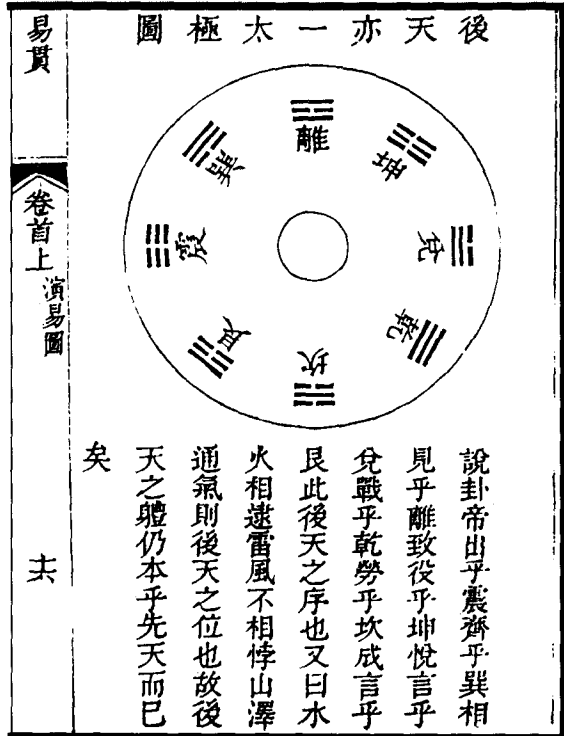 後天亦一太極圖
離
坤
兌
乾
坎
艮
震
巽
說卦帝出乎震齊乎巽相
見乎離致役乎坤悅言乎
兌戰乎乾勞乎坎成言乎
艮此後天之序也又曰水
火相逮雷風不相悖山澤
通氣則後天之位也故後
天之體仍本乎先天而已
矣
易貫
卷首上
演易圖
十六